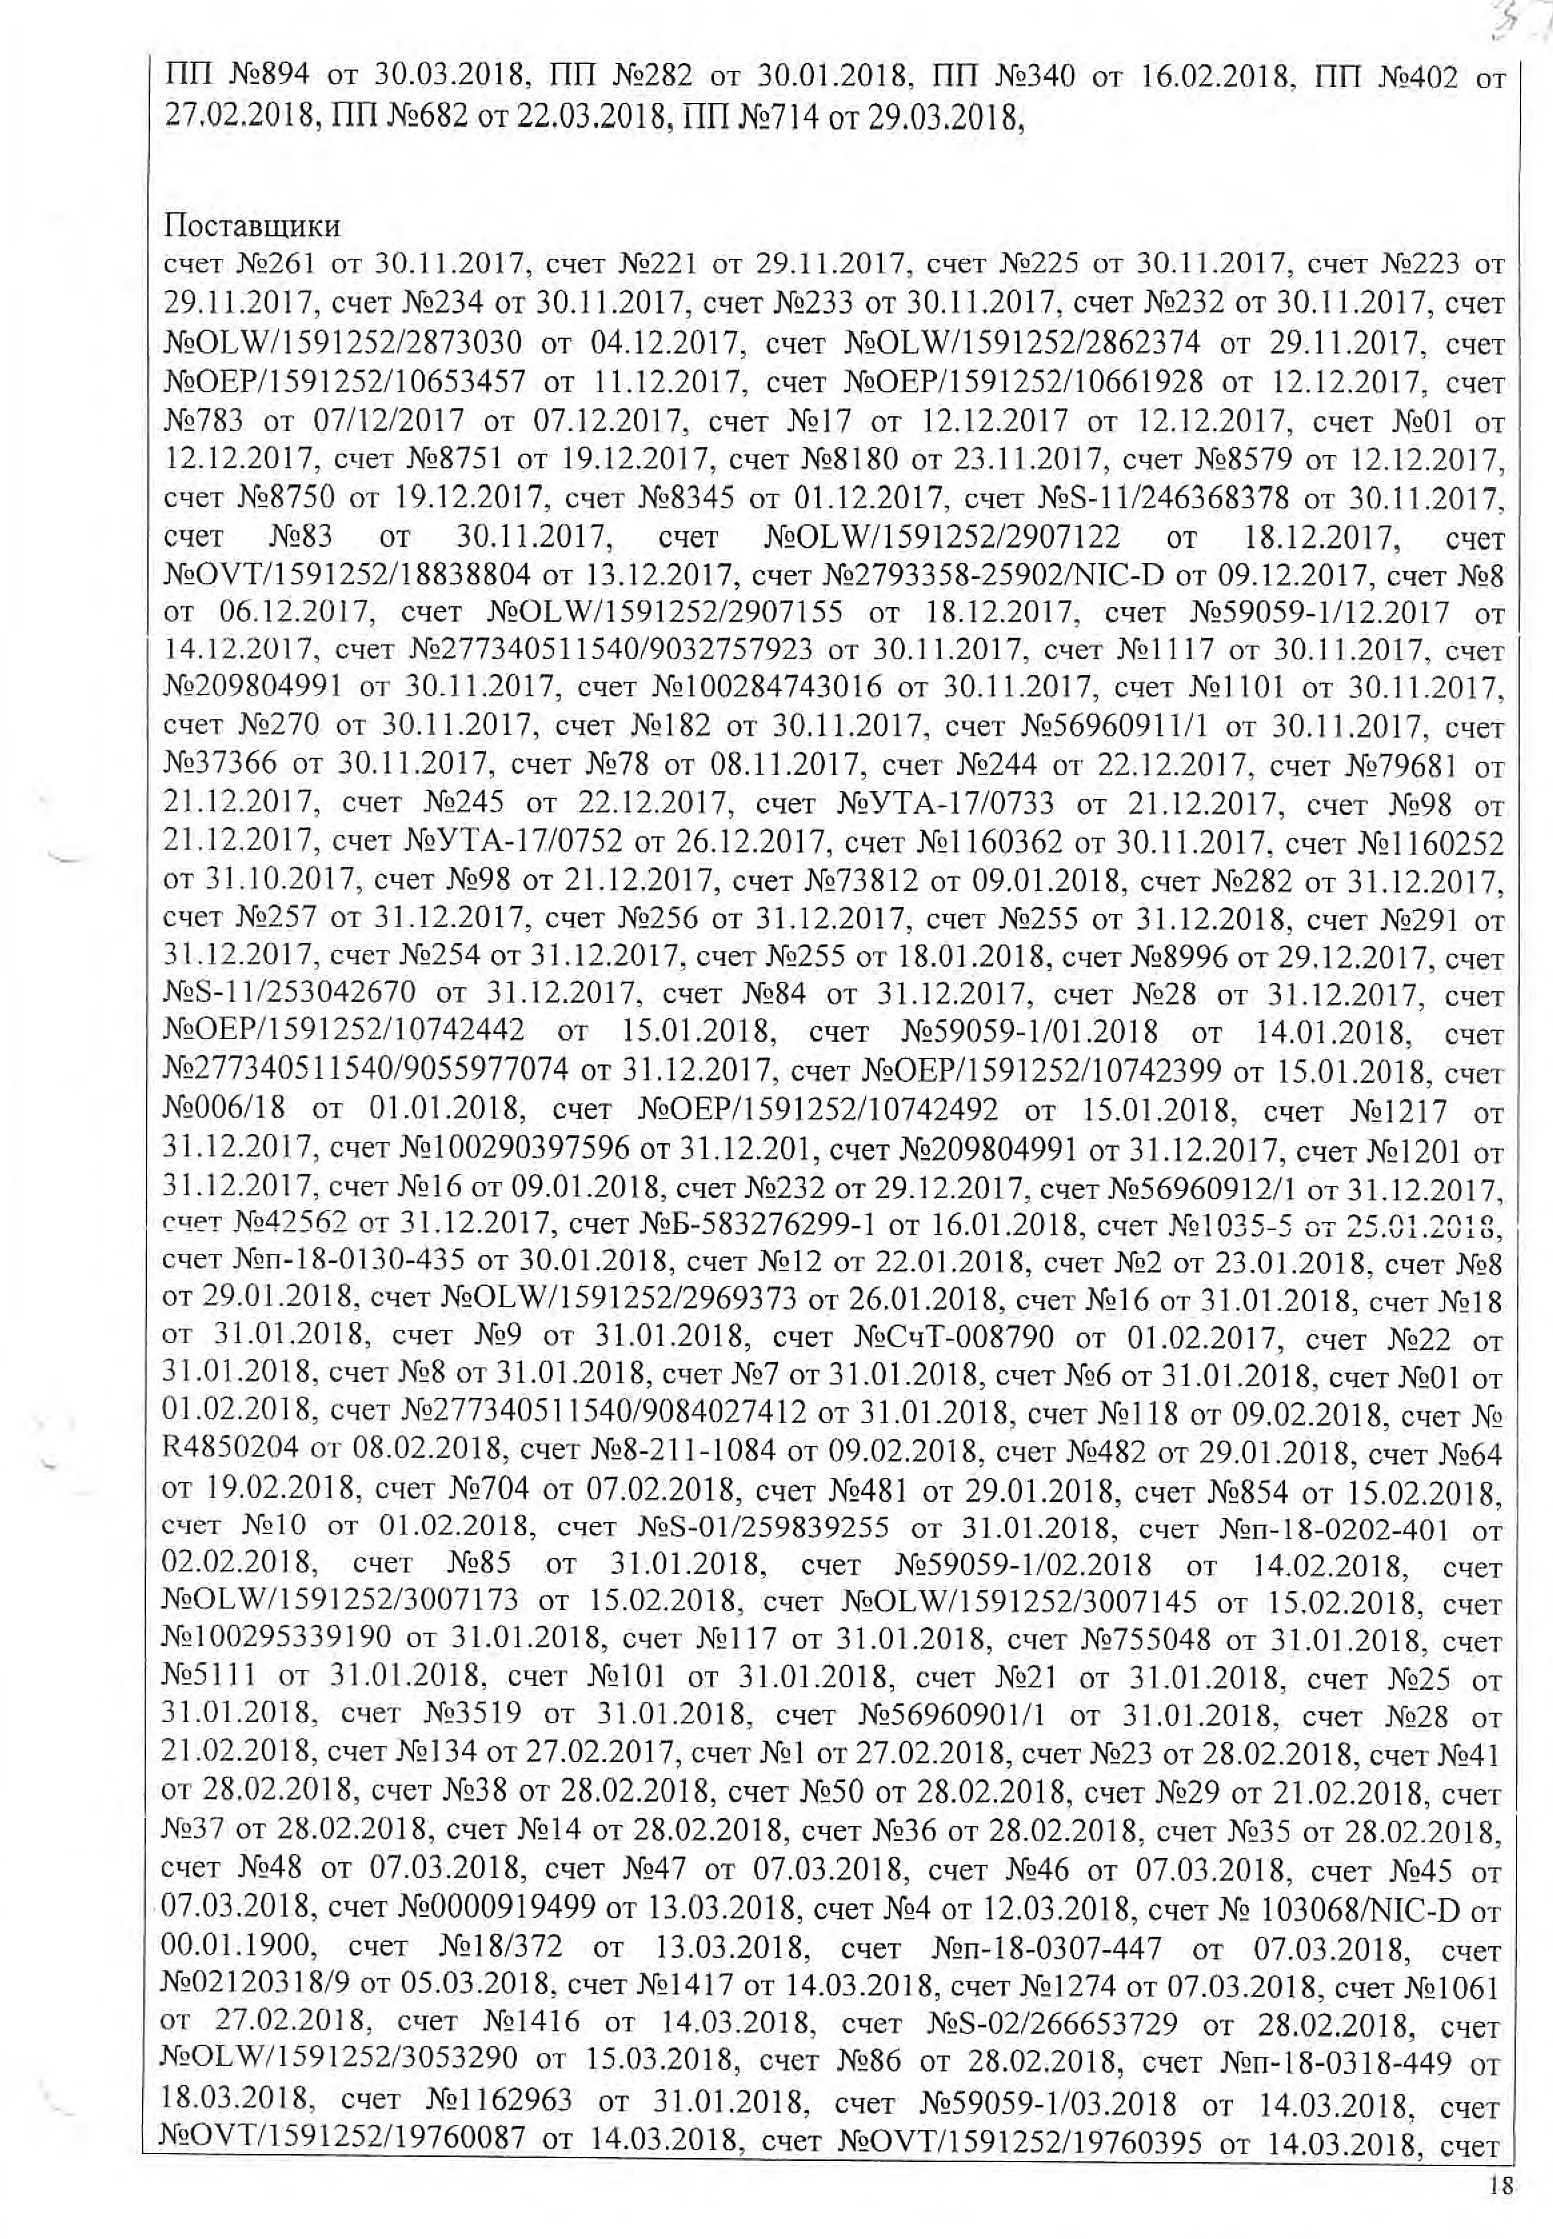 ПП №894 от 30.03.2018, ПП №282 от 30.01.2018, ПП №340 от 16.02.2018, ПП №402 от
27.02.2018, ПП №682 от 22.03.2018, ПП №714 от 29.03.2018,
Поставщики
счет №261 от 30.11.2017, счет №221 от 29.11.2017, счет №225 от 30.11.2017, счет №223 от
29.11.2017, счет №234 от 30.11.2017, счет №233 от 30.11.2017, счет №232 от 30.11.2017, счет
№OLW/1591252/2873030 от 04.12.2017, счет №OLW/1591252/2862374 от 29.11.2017, счет
№OEP/1591252/10653457 от 11.12.2017, счет №OEP/1591252/10661928 от 12.12.2017, счет
№783 от 07/12/2017 от 07.12.2017, счет №17 от 12.12.2017 от 12.12.2017, счет №01 от
12.12.2017, счет №8751 от 19.12.2017, счет №8180 от 23.11.2017, счет №8579 от 12.12.2017,
счет №8750 от 19.12.2017, счет №8345 от 01.12.2017, счет №S-11/246368378 от 30.11.2017,
счет №83 от 30.11.2017, счет №OLW/1591252/2907122 от 18.12.2017, счет
№OVT/1591252/18838804 от 13.12.2017, счет №2793358-25902/NIC-D от 09.12.2017, счет №8
от 06.12.2017, счет №OLW/1591252/2907155 от 18.12.2017, счет №59059-1/12.2017 от
14.12.2017, счет №277340511540/9032757923 от 30.11.2017, счет №1117 от 30.11.2017, счет
№209804991 от 30.11.2017, счет №100284743016 от 30.11.2017, счет №1101 от 30.11.2017,
счет №270 от 30.11.2017, счет №182 от 30.11.2017, счет №56960911/1 от 30.11.2017, счет
№37366 от 30.11.2017, счет №78 от 08.11.2017, счет №244 от 22.12.2017, счет №79681 от
21.12.2017, счет №245 от 22.12.2017, счет №УТА-17/0733 от 21.12.2017, счет №98 от
21.12.2017, счет №УТА-17/0752 от 26.12.2017, счет №1160362 от 30.11.2017, счет №1160252
от 31.10.2017, счет №98 от 21.12.2017, счет №73812 от 09.01.2018, счет №282 от 31.12.2017,
счет №257 от 31.12.2017, счет №256 от 31.12.2017, счет №255 от 31.12.2018, счет №291 от
31.12.2017, счет №254 от 31.12.2017, счет №255 от 18.01.2018, счет №8996 от 29.12.2017, счет
№S-11/253042670 от 31.12.2017, счет №84 от 31.12.2017, счет №28 от 31.12.2017, счет
№OEP/1591252/10742442 от 15.01.2018, счет №59059-1/01.2018 от 14.01.2018, счет
№277340511540/9055977074 от 31.12.2017, счет №OEP/1591252/10742399 от 15.01.2018, счет
№006/18 от 01.01.2018, счет №OEP/1591252/10742492 от 15.01.2018, счет №1217 от
31.12.2017, счет №100290397596 от 31.12.201, счет №209804991 от 31.12.2017, счет №1201 от
31.12.2017, счет №16 от 09.01.2018, счет №232 от 29.12.2017, счет №56960912/1 от 31.12.2017,
счет №42562 от 31.12.2017, счет №Б-583276299-1 от 16.01.2018, счет №1035-5 от 25.01.2018,
счет №п-18-0130-435 от 30.01.2018, счет №12 от 22.01.2018, счет №2 от 23.01.2018, счет №8
от 29.01.2018, счет №OLW/1591252/2969373 от 26.01.2018, счет №16 от 31.01.2018, счет №18
от 31.01.2018, счет №9 от 31.01.2018, счет №СчТ-008790 от 01.02.2017, счет №22 от
31.01.2018, счет №8 от 31.01.2018, счет №7 от 31.01.2018, счет №6 от 31.01.2018, счет №01 от
01.02.2018, счет №277340511540/9084027412 от 31.01.2018, счет №118 от 09.02.2018, счет №
R4850204 от 08.02.2018, счет №8-211-1084 от 09.02.2018, счет №482 от 29.01.2018, счет №64
от 19.02.2018, счет №704 от 07.02.2018, счет №481 от 29.01.2018, счет №854 от 15.02.2018,
счет №10 от 01.02.2018, счет №S-01/259839255 от 31.01.2018, счет №п-18-0202-401 от
02.02.2018, счет №85 от 31.01.2018, счет №59059-1/02.2018 от 14.02.2018, счет
№OLW/1591252/3007173 от 15.02.2018, счет №OLW/1591252/3007145 от 15.02.2018, счет
№100295339190 от 31.01.2018, счет №117 от 31.01.2018, счет №755048 от 31.01.2018, счет
№5111 от 31.01.2018, счет №101 от 31.01.2018, счет №21 от 31.01.2018, счет №25 от
31.01.2018, счет №3519 от 31.01.2018, счет №56960901/1 от 31.01.2018, счет №28 от
21.02.2018, счет №134 от 27.02.2017, счет №1 от 27.02.2018, счет №23 от 28.02.2018, счет №41
от 28.02.2018, счет №38 от 28.02.2018, счет №50 от 28.02.2018, счет №29 от 21.02.2018, счет
№37 от 28.02.2018, счет №14 от 28.02.2018, счет №36 от 28.02.2018, счет №35 от 28.02.2018,
счет №48 от 07.03.2018, счет №47 от 07.03.2018, счет №46 от 07.03.2018, счет №45 от
07.03.2018, счет №0000919499 от 13.03.2018, счет №4 от 12.03.2018, счет № 103068/NIC-D от
00.01.1900, счет №18/372 от 13.03.2018, счет №п-18-0307-447 от 07.03.2018, счет
№02120318/9 от 05.03.2018, счет №1417 от 14.03.2018, счет №1274 от 07.03.2018, счет №1061
от 27.02.2018, счет №1416 от 14.03.2018, счет №S-02/266653729 от 28.02.2018, счет
№OLW/1591252/3053290 от 15.03.2018, счет №86 от 28.02.2018, счет №п-18-0318-449 от
18.03.2018, счет №1162963 от 31.01.2018, счет №59059-1/03.2018 от 14.03.2018, счет
№OVT/1591252/19760087 от 14.03.2018, счет №OVT/1591252/19760395 от 14.03.2018, счет
18